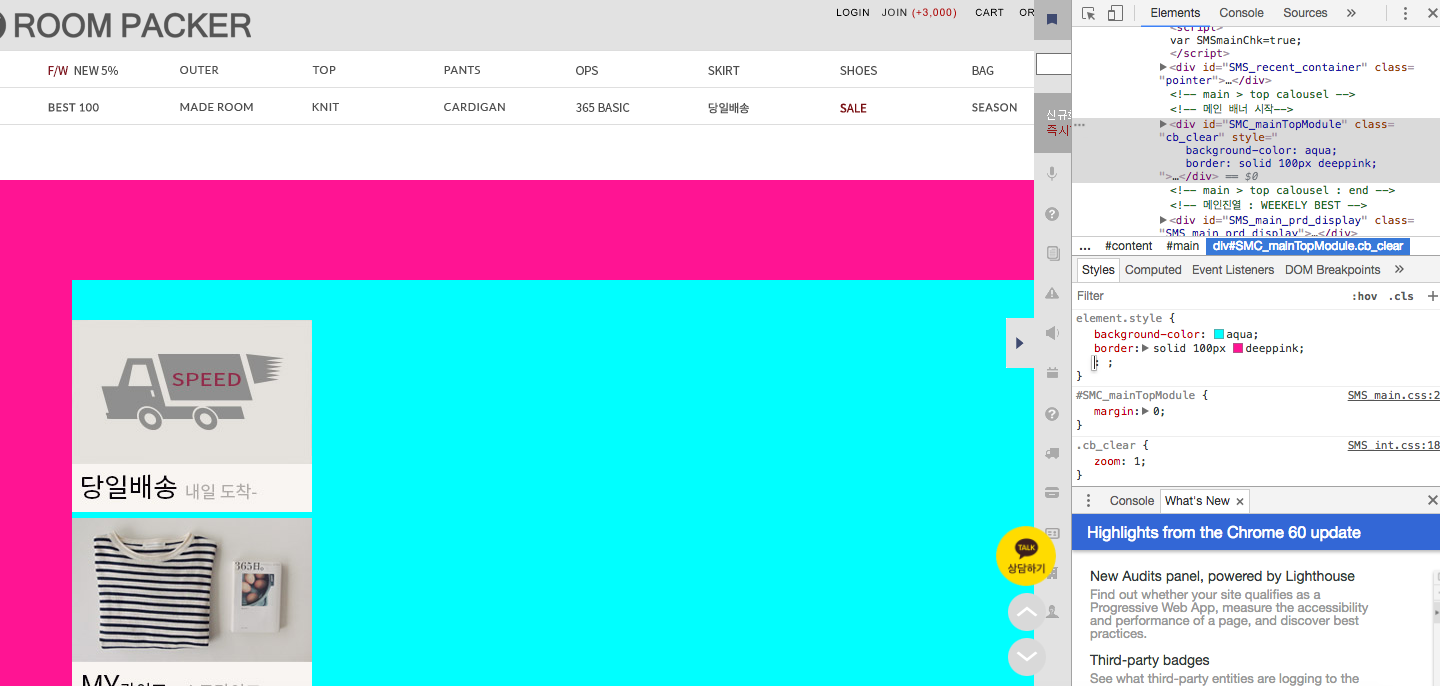 ROOM PACKER
LOGIN JOIN (+3,000) CART OR
F/W NEW 5% OUTER TOP PANTS OPS SKIRT SHOES BAG
BEST 100 MADE ROOM KNIT CARDIGAN 365 BASIC 당일배송 SALE SEASON
신규회
즉시
SPEED
당일배송 내일 도착-
365
MY
TALK
상담하기
Elements Console Sources »
<script>
var SMSmainChk=true;
</script>
▶<div id="SMS_recent_container" class=
"pointer">…</div>
<!-- main > top calousel -->
<!-- 메인 배너 시작-->
…▶<div id="SMC_mainTopModule" class=
"cb_clear" style="
background-color: aqua;
border: solid 100px deeppink;
">…</div> == $0
<!-- main > top calousel : end -->
<!-- 메인진열 : WEEKELY BEST -->
▶<div id="SMS_main_prd_display" class=
"SMS_main_prd_display">…</div>
... #content #main div#SMC_mainTopModule.cb_clear
Styles Computed Event Listeners DOM Breakpoints »
Filter :hov .cls +
element.style {
background-color: aqua;
border:▶solid 100px deeppink;
: ;
}
#SMC_mainTopModule { SMS_main.css:2
margin:▶0;
}
.cb_clear { SMS_int.css:18
zoom: 1;
}
Console What's New ×
Highlights from the Chrome 60 update
New Audits panel, powered by Lighthouse
Find out whether your site qualifies as a
Progressive Web App, measure the accessibility
and performance of a page, and discover best
practices.
Third-party badges
See what third-party entities are logging to the